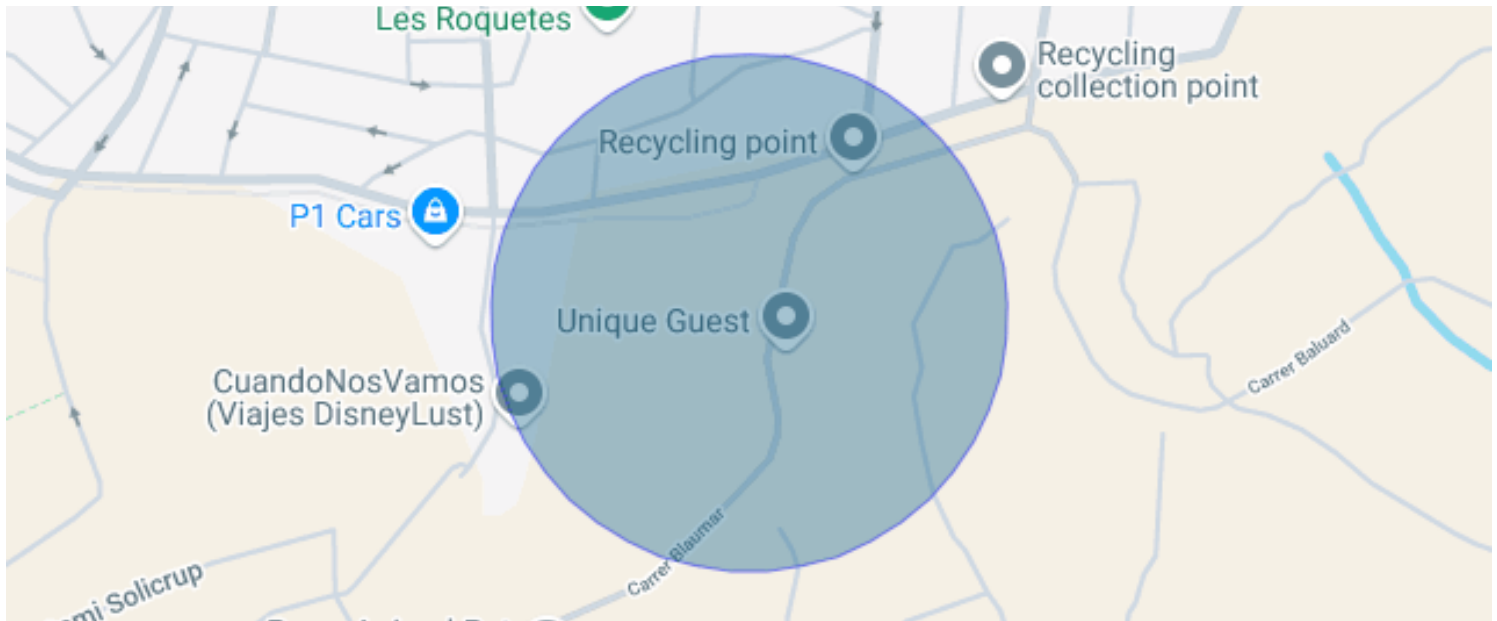 Les Roquetes
Recycling
collection point
Recycling point
P1 Cars
Unique Guest
Carrer Baluard
CuandoNosVamos
(Viajes DisneyLust)
Carrer Blaumar
Solicrup